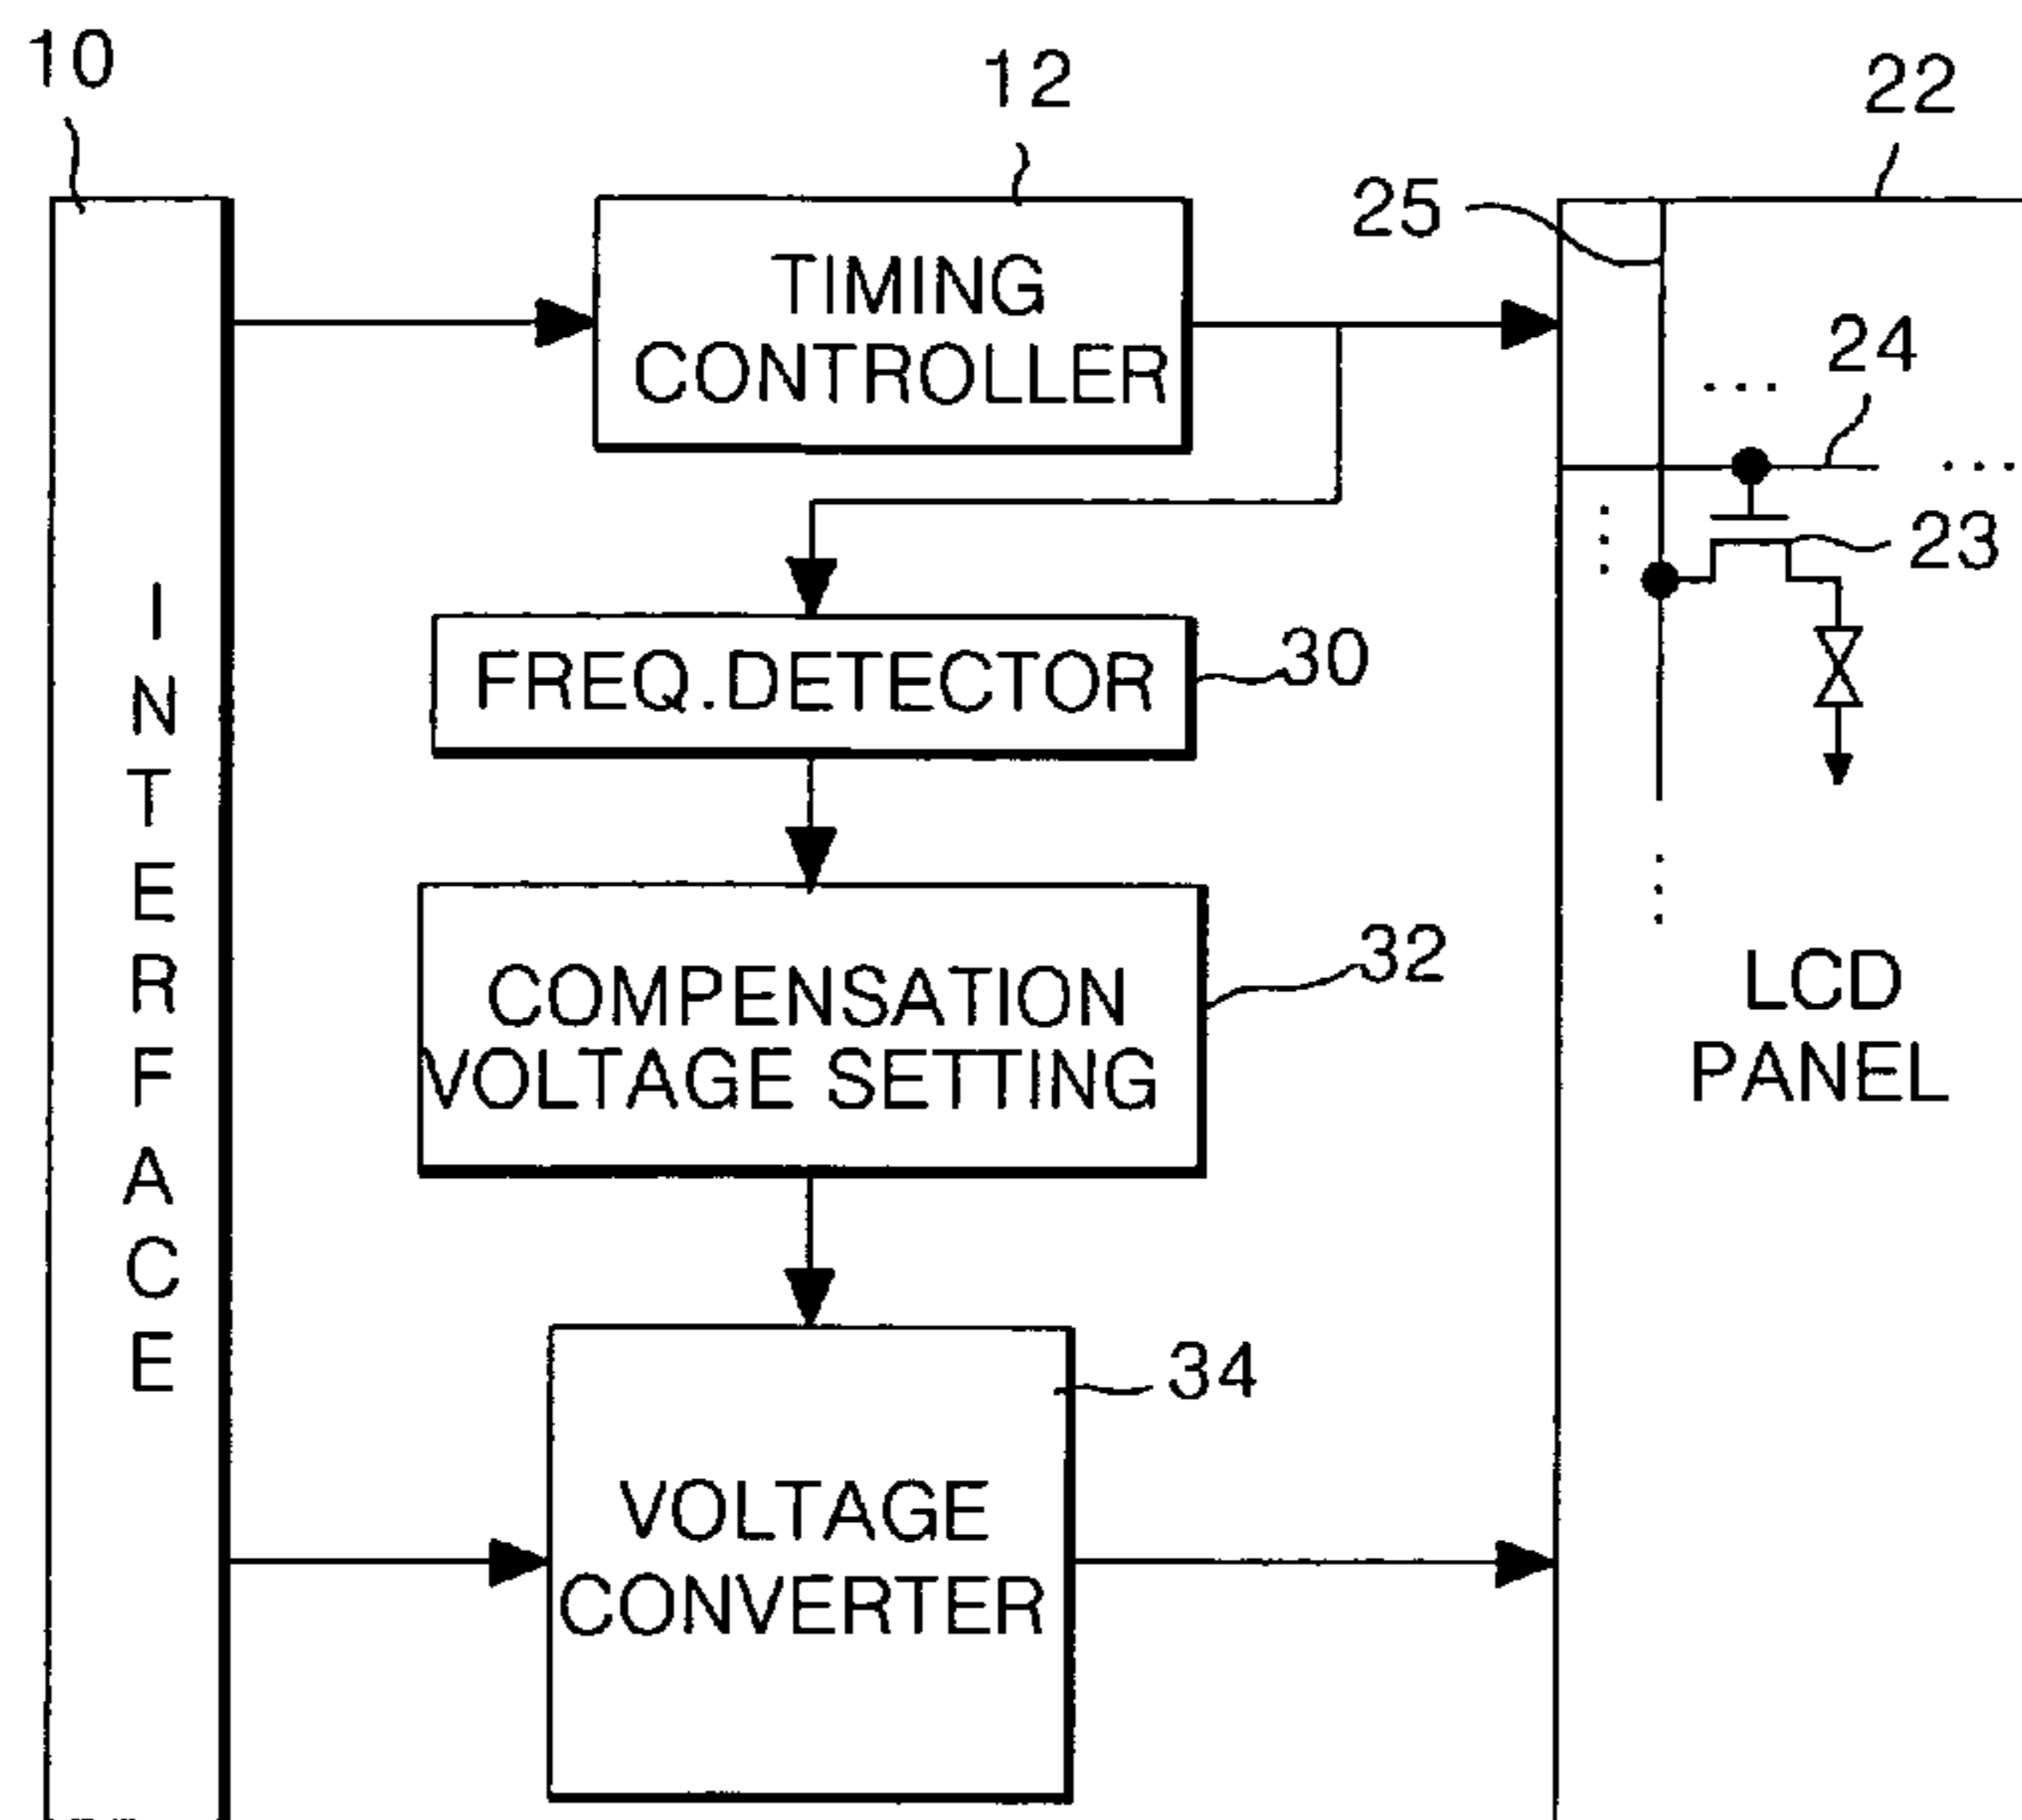 10
12
22
25
TIMING
CONTROLLER
24
23
FREQ.DETECTOR
30
INTERFACE
COMPENSATION
VOLTAGE SETTING
32
LCD
PANEL
34
VOLTAGE
CONVERTER